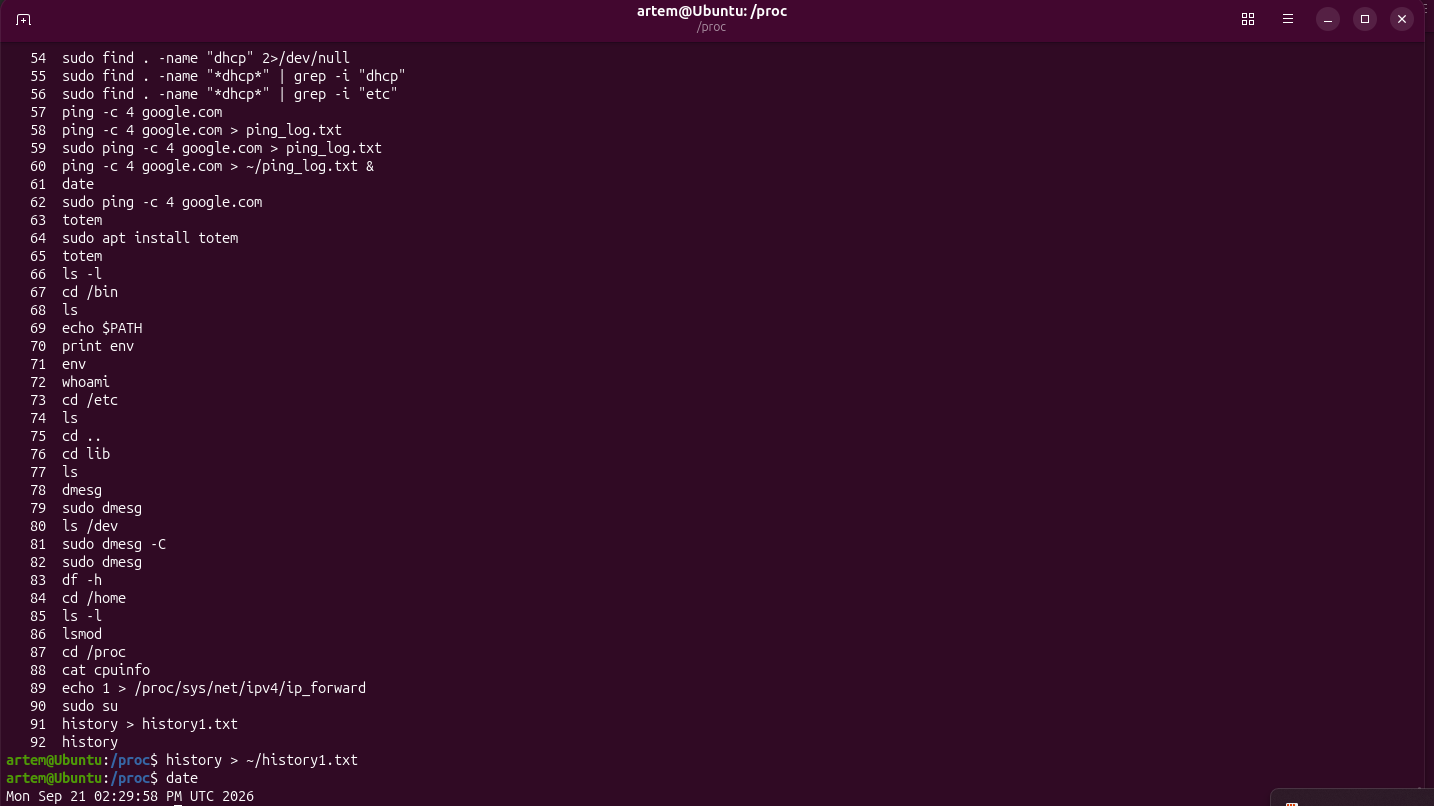 artem@Ubuntu: /proc
/proc
54  sudo find . -name "dhcp" 2>/dev/null
55  sudo find . -name "*dhcp*" | grep -i "dhcp"
56  sudo find . -name "*dhcp*" | grep -i "etc"
57  ping -c 4 google.com
58  ping -c 4 google.com > ping_log.txt
59  sudo ping -c 4 google.com > ping_log.txt
60  ping -c 4 google.com > ~/ping_log.txt &
61  date
62  sudo ping -c 4 google.com
63  totem
64  sudo apt install totem
65  totem
66  ls -l
67  cd /bin
68  ls
69  echo $PATH
70  print env
71  env
72  whoami
73  cd /etc
74  ls
75  cd ..
76  cd lib
77  ls
78  dmesg
79  sudo dmesg
80  ls /dev
81  sudo dmesg -C
82  sudo dmesg
83  df -h
84  cd /home
85  ls -l
86  lsmod
87  cd /proc
88  cat cpuinfo
89  echo 1 > /proc/sys/net/ipv4/ip_forward
90  sudo su
91  history > history1.txt
92  history
artem@Ubuntu:/proc$ history > ~/history1.txt
artem@Ubuntu:/proc$ date
Mon Sep 21 02:29:58 PM UTC 2026